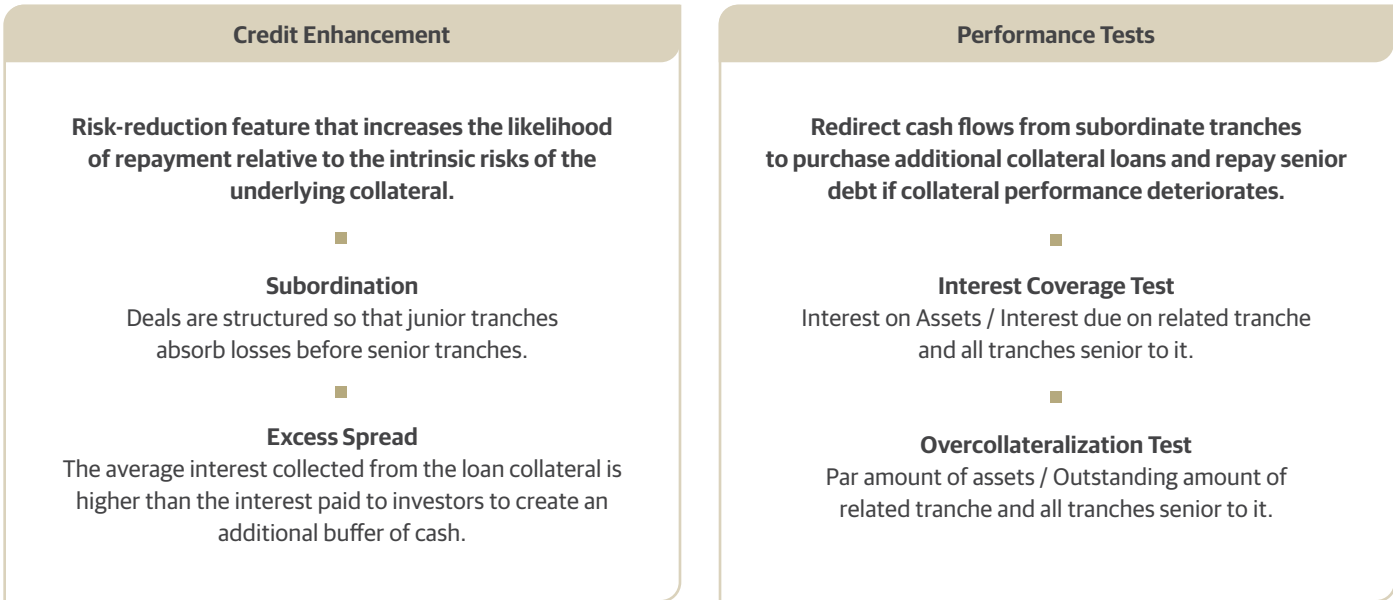 Credit Enhancement
Risk-reduction feature that increases the likelihood
of repayment relative to the intrinsic risks of the
underlying collateral.
Subordination
Deals are structured so that junior tranches
absorb losses before senior tranches.
Excess Spread
The average interest collected from the loan collateral is
higher than the interest paid to investors to create an
additional buffer of cash.
Performance Tests
Redirect cash flows from subordinate tranches
to purchase additional collateral loans and repay senior
debt if collateral performance deteriorates.
Interest Coverage Test
Interest on Assets / Interest due on related tranche
and all tranches senior to it.
Overcollateralization Test
Par amount of assets / Outstanding amount of
related tranche and all tranches senior to it.